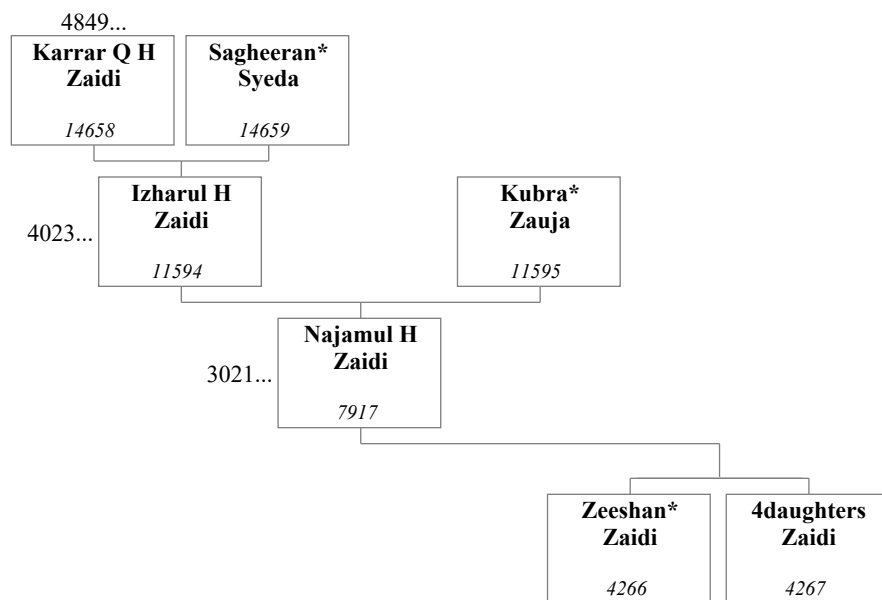 4849...
Karrar Q H
Zaidi
14658
Sagheeran*
Syeda
14659
4023...
Izharul H
Zaidi
11594
Kubra*
Zauja
11595
3021...
Najamul H
Zaidi
7917
Zeeshan*
Zaidi
4266
4daughters
Zaidi
4267